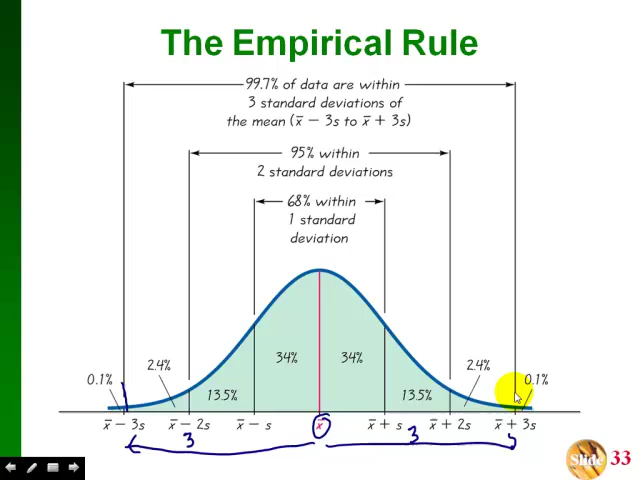 The Empirical Rule
99.7% of data are within
3 standard deviations of
the mean (x̄ − 3s to x̄ + 3s)
95% within
2 standard deviations
68% within
1 standard
deviation
34% 34%
2.4% 2.4%
0.1% 0.1%
13.5% 13.5%
x̄ − 3s x̄ − 2s x̄ − s x̄ x̄ + s x̄ + 2s x̄ + 3s
3 3
Slide 33